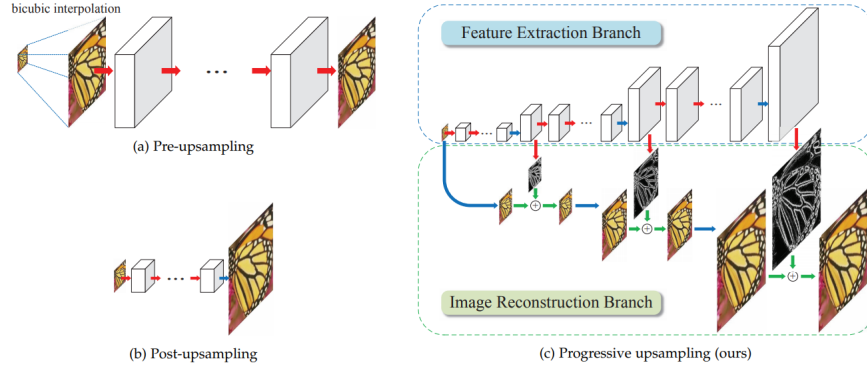 bicubic interpolation
(a) Pre-upsampling
(b) Post-upsampling
Feature Extraction Branch
Image Reconstruction Branch
(c) Progressive upsampling (ours)